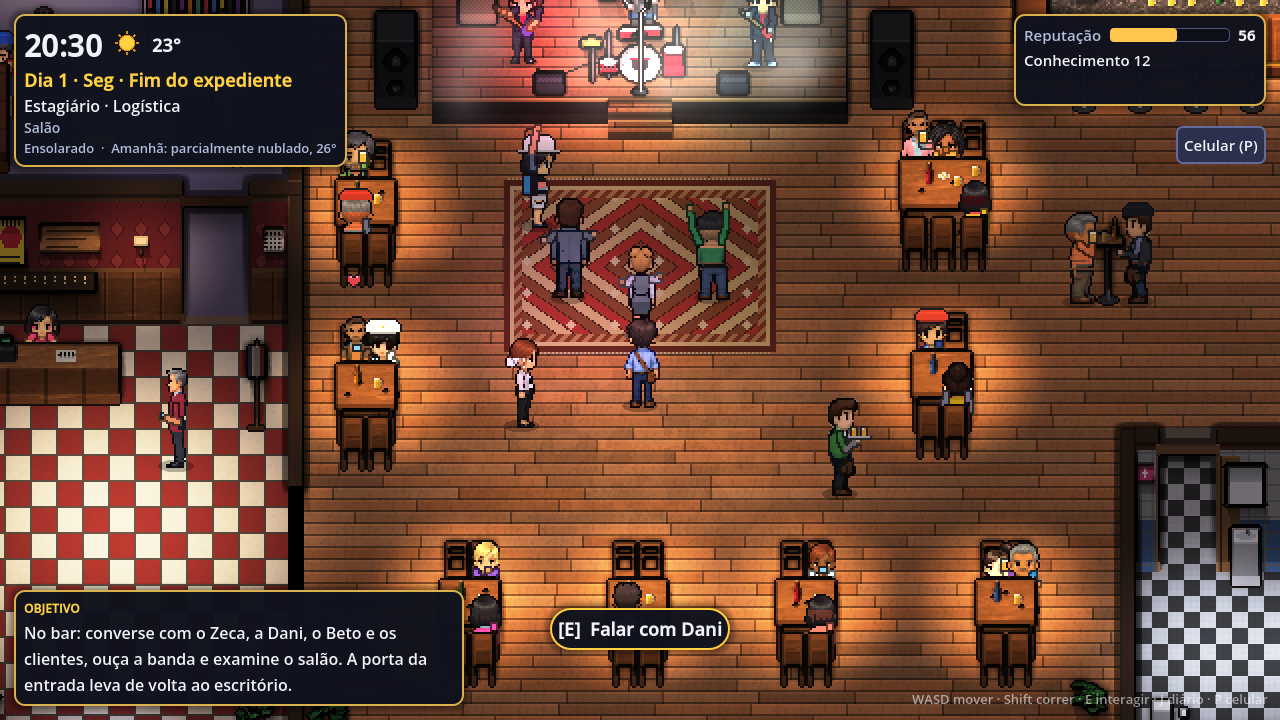 20:30 23°
Dia 1 · Seg · Fim do expediente
Estagiário · Logística
Salão
Ensolarado · Amanhã: parcialmente nublado, 26°
Reputação 56
Conhecimento 12
Celular (P)
[E] Falar com Dani
OBJETIVO
No bar: converse com o Zeca, a Dani, o Beto e os
clientes, ouça a banda e examine o salão. A porta da
entrada leva de volta ao escritório.
WASD mover · Shift correr · E interagir · J diário · P celular